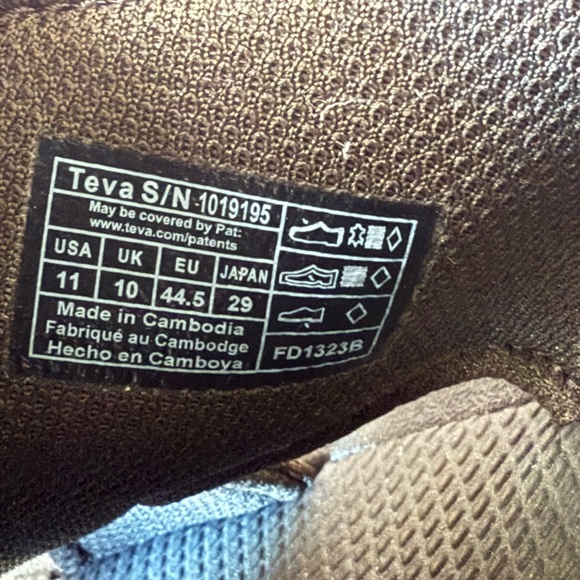 Teva S/N 1019195
May be covered by Pat:
www.teva.com/patents
USA UK EU JAPAN
11 10 44.5 29
Made in Cambodia
Fabriqué au Cambodge
Hecho en Camboya
FD1323B